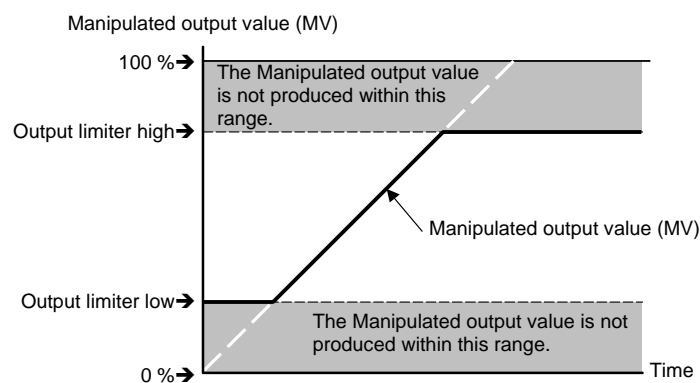 Manipulated output value (MV)
100 %➔
The Manipulated output value
is not produced within this
range.
Output limiter high➔
Manipulated output value (MV)
Output limiter low➔
The Manipulated output value is not
produced within this range.
0 %➔
Time